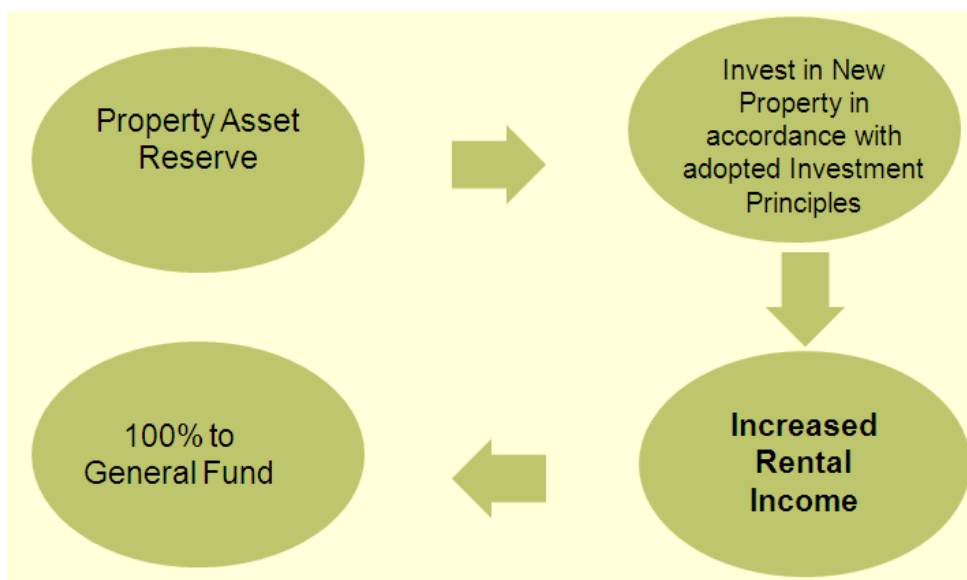 Property Asset
Reserve
Invest in New
Property in
accordance with
adopted Investment
Principles
Increased
Rental
Income
100% to
General Fund